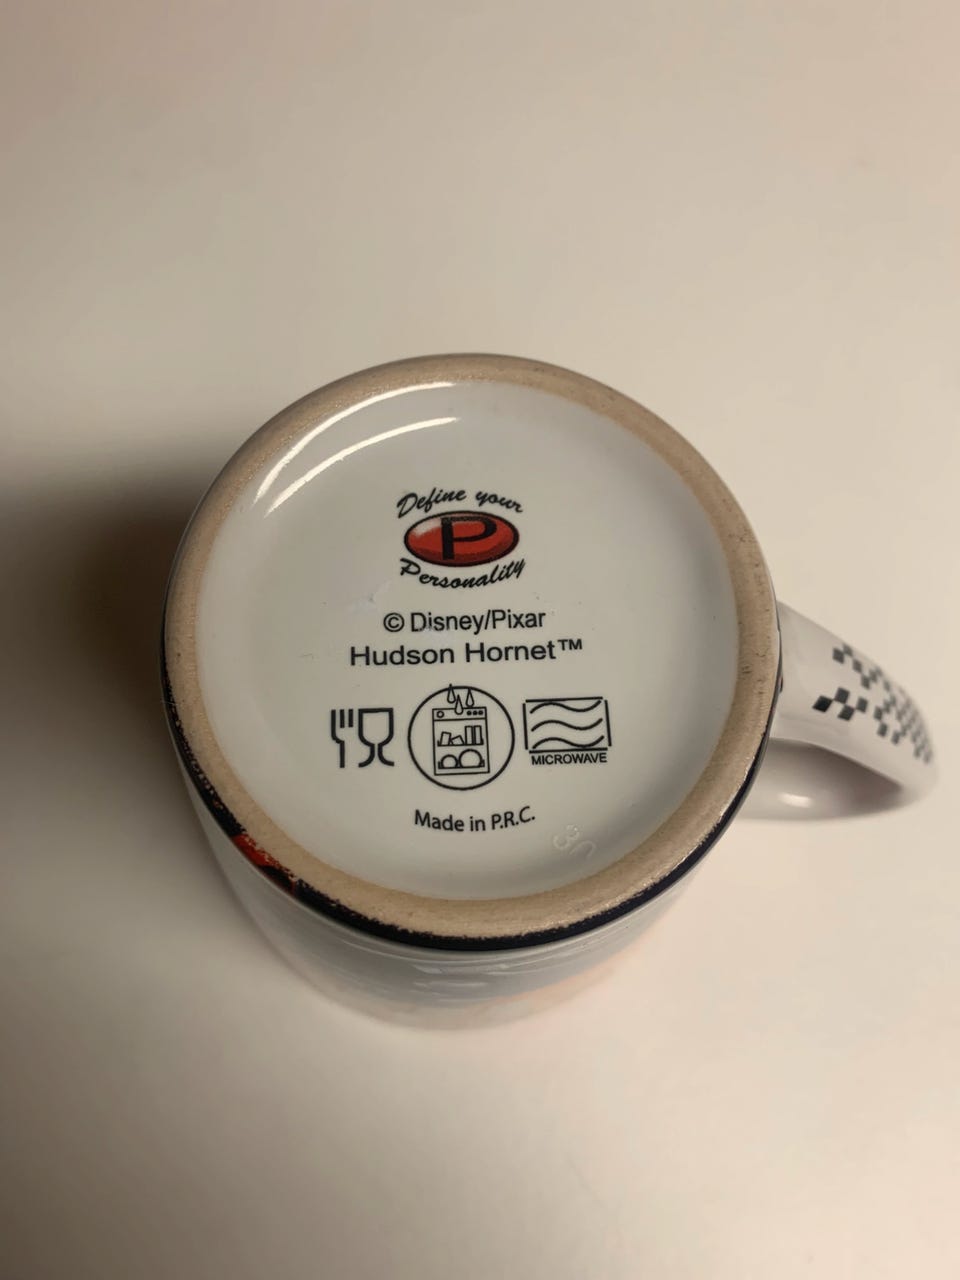 Define your
P
Personality
© Disney/Pixar
Hudson Hornet™
MICROWAVE
Made in P.R.C.